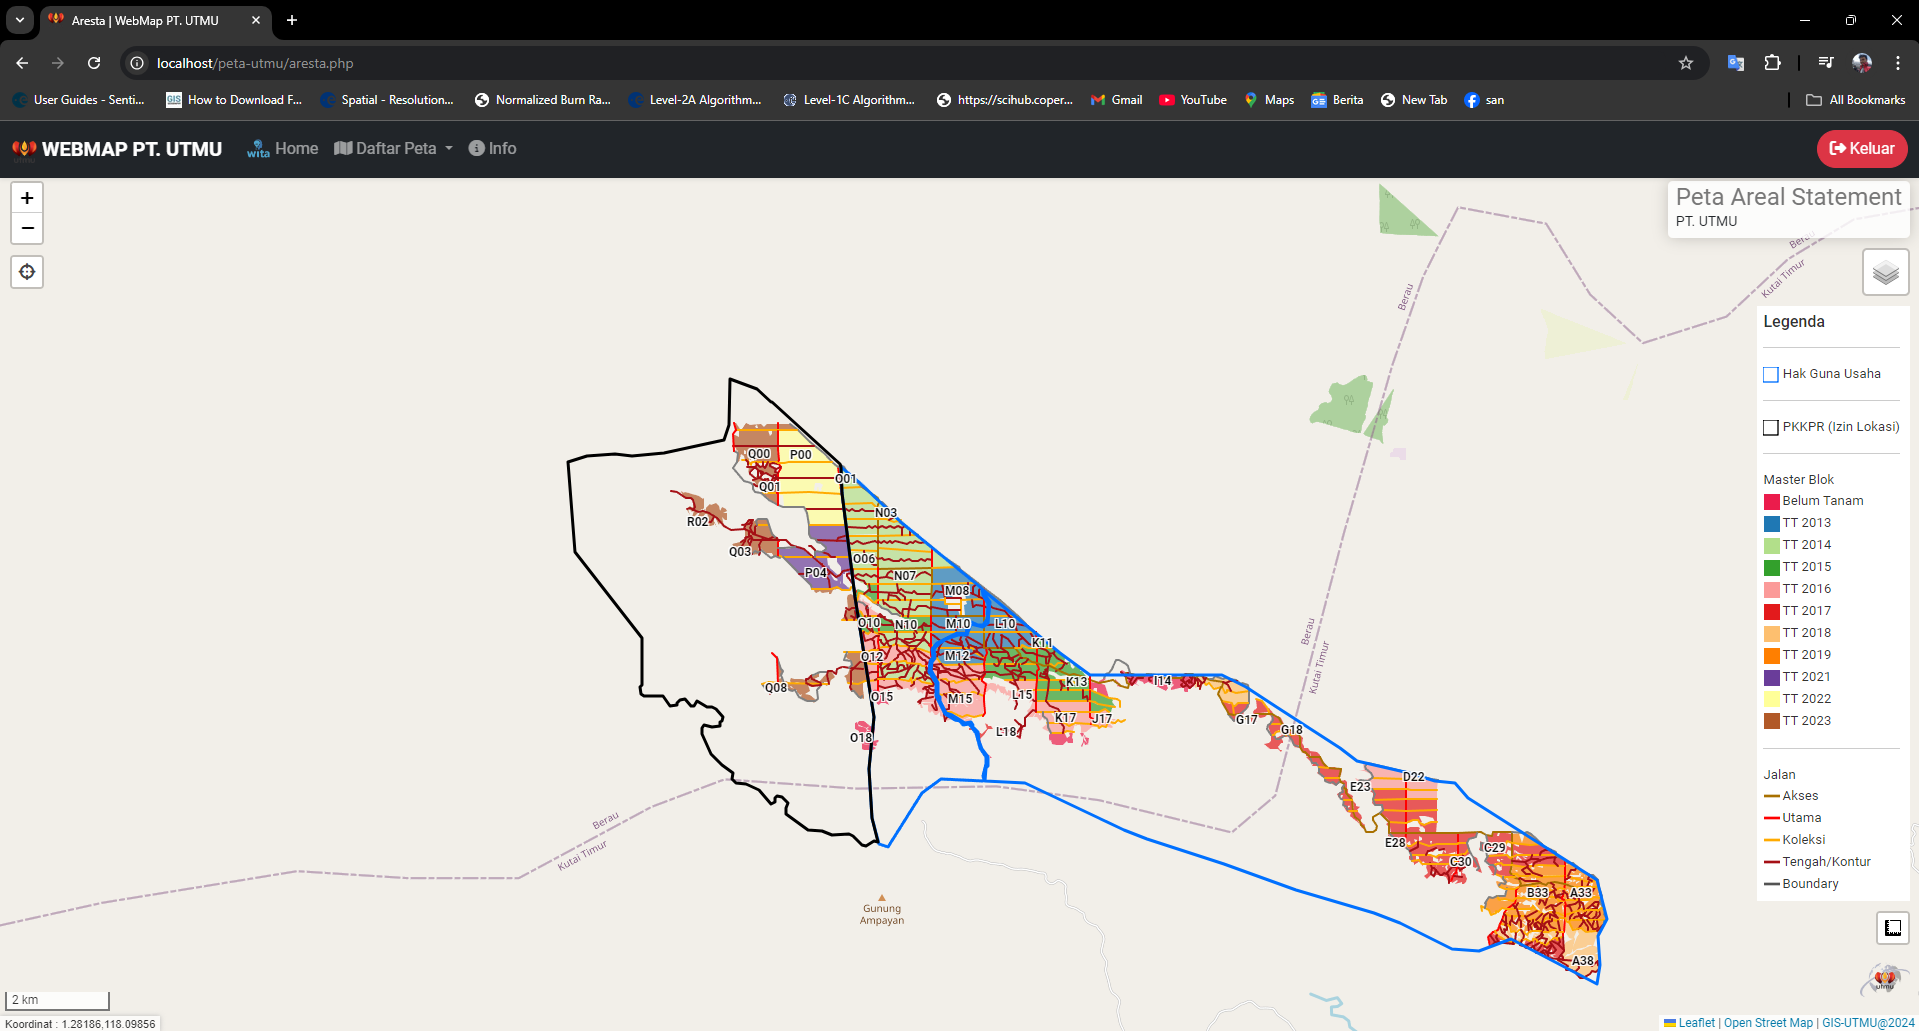 Aresta | WebMap PT. UTMU
localhost/peta-utmu/aresta.php
User Guides - Senti...
GIS
How to Download F...
Spatial - Resolution...
Normalized Burn Ra...
Level-2A Algorithm...
Level-1C Algorithm...
https://scihub.coper...
Gmail
YouTube
Maps
Berita
New Tab
san
All Bookmarks
utmu
WEBMAP PT. UTMU
wita
Home
Daftar Peta
Info
Keluar
+
−
Peta Areal Statement
PT. UTMU
Berau
Kutai Timur
Berau
Berau
Kutai Timur
Berau
Kutai Timur
Gunung
Ampayan
Q00
P00
Q01
O01
R02
N03
Q03
O06
P04
N07
M08
O10
N10
M10
L10
K11
O12
M12
Q08
K13
I14
O15
M15
L15
K17
J17
G17
O18
L18
G18
D22
E23
E28
C29
C30
B33
A33
A38
Legenda
Hak Guna Usaha
PKKPR (Izin Lokasi)
Master Blok
Belum Tanam
TT 2013
TT 2014
TT 2015
TT 2016
TT 2017
TT 2018
TT 2019
TT 2021
TT 2022
TT 2023
Jalan
Akses
Utama
Koleksi
Tengah/Kontur
Boundary
utmu
2 km
Koordinat : 1.28186,118.09856
Leaflet | Open Street Map | GIS-UTMU@2024